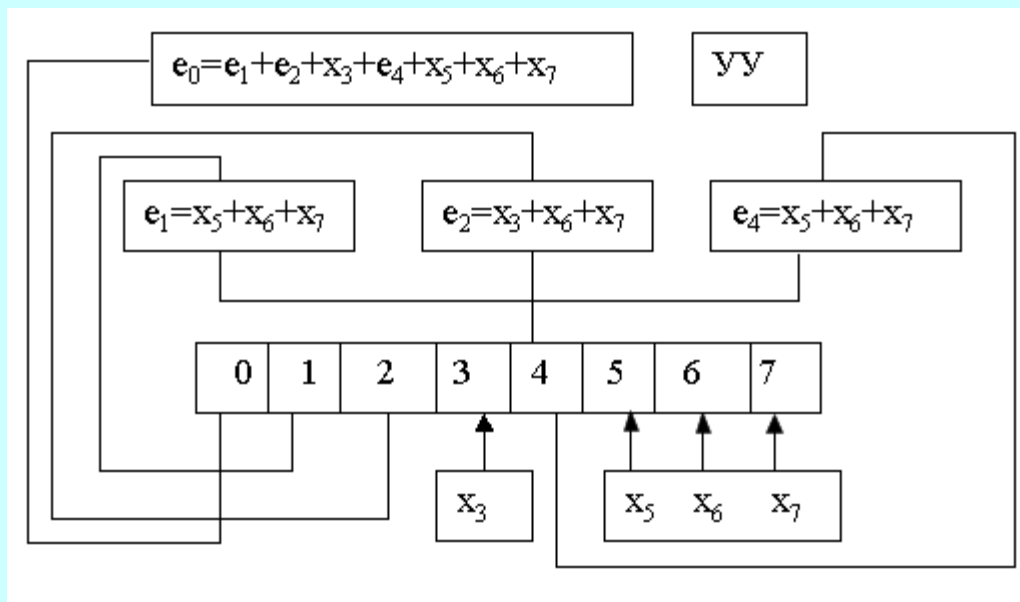 e₀=e₁+e₂+x₃+e₄+x₅+x₆+x₇
УУ
e₁=x₅+x₆+x₇
e₂=x₃+x₆+x₇
e₄=x₅+x₆+x₇
0 1 2 3 4 5 6 7
x₃
x₅ x₆ x₇